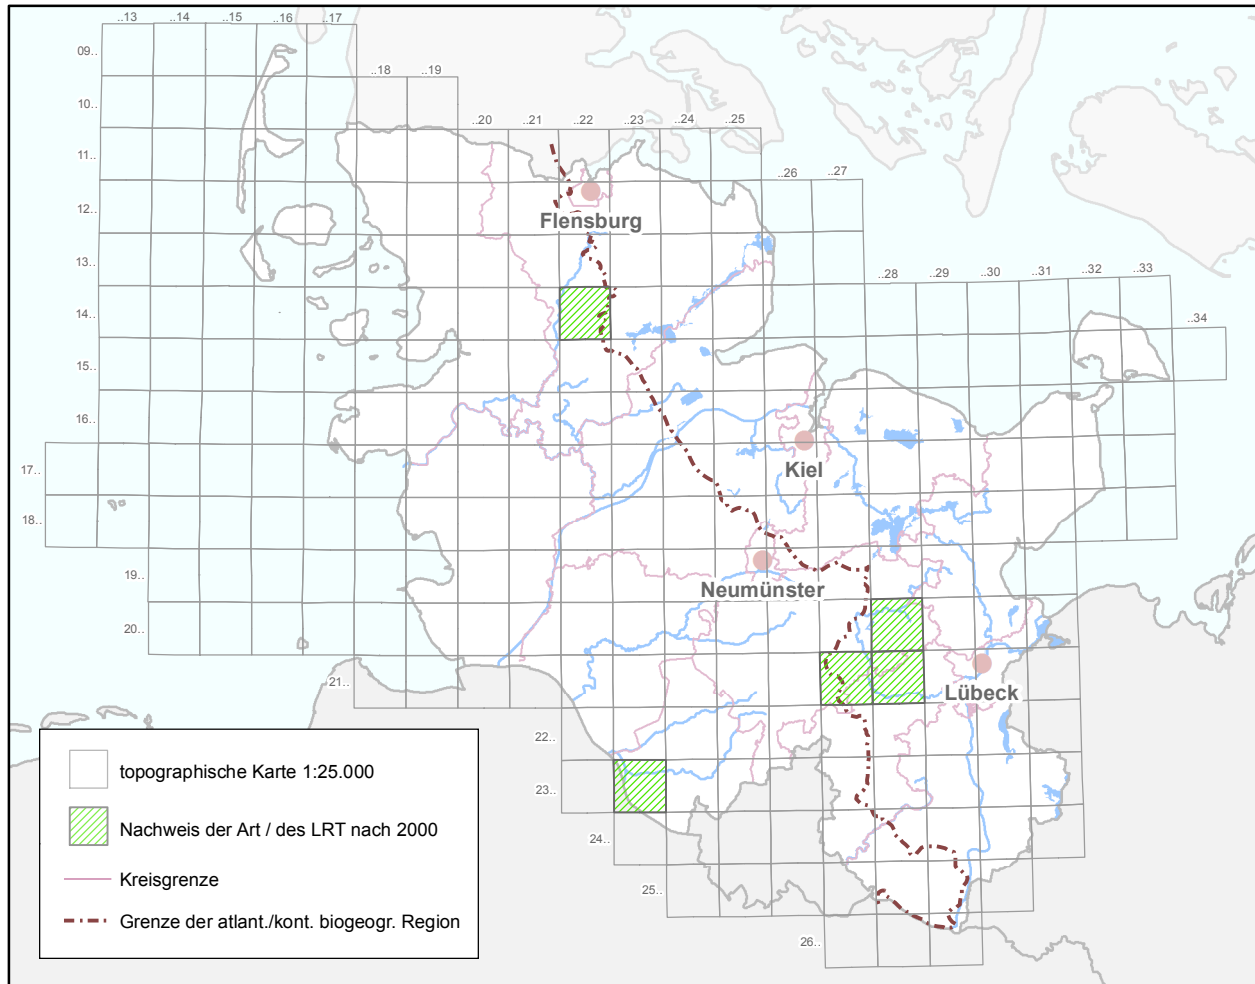 ..13 ..14 ..15 ..16 ..17
09..
..18 ..19
10..
..20 ..21 ..22 ..23 ..24 ..25
11..
..26 ..27
12..
Flensburg
13..
..28 ..29 ..30 ..31 ..32 ..33
14..
..34
15..
16..
Kiel
17..
18..
19..
Neumünster
20..
21..
Lübeck
22..
23..
24..
25..
26..
topographische Karte 1:25.000
Nachweis der Art / des LRT nach 2000
Kreisgrenze
Grenze der atlant./kont. biogeogr. Region